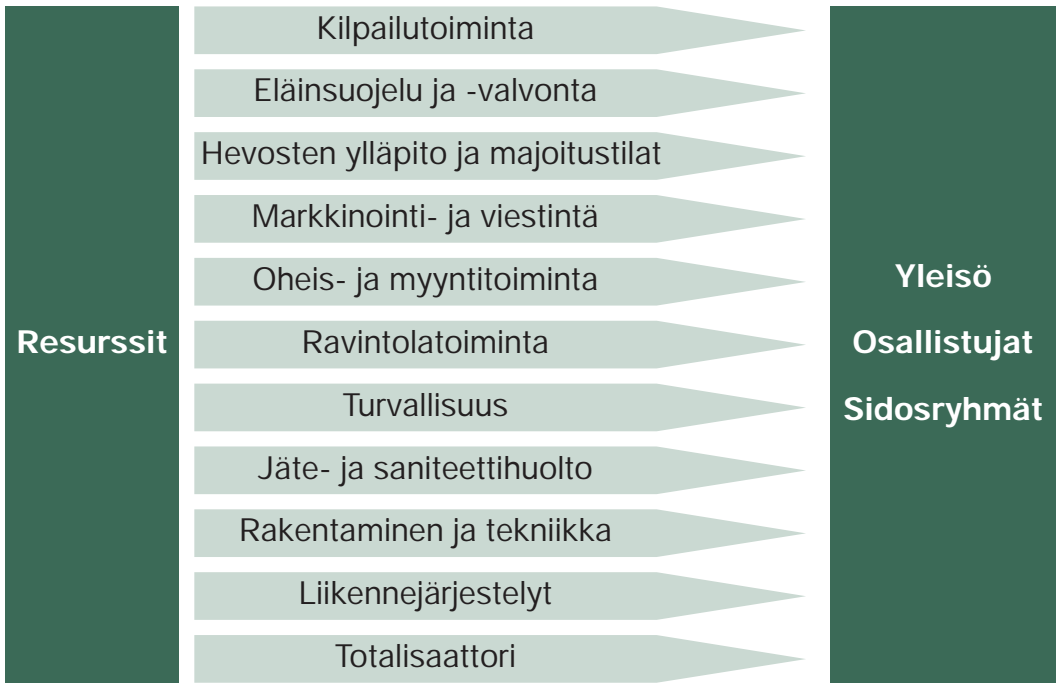 Resurssit
Kilpailutoiminta
Eläinsuojelu ja -valvonta
Hevosten ylläpito ja majoitustilat
Markkinointi- ja viestintä
Oheis- ja myyntitoiminta
Ravintolatoiminta
Turvallisuus
Jäte- ja saniteettihuolto
Rakentaminen ja tekniikka
Liikennejärjestelyt
Totalisaattori
Yleisö
Osallistujat
Sidosryhmät